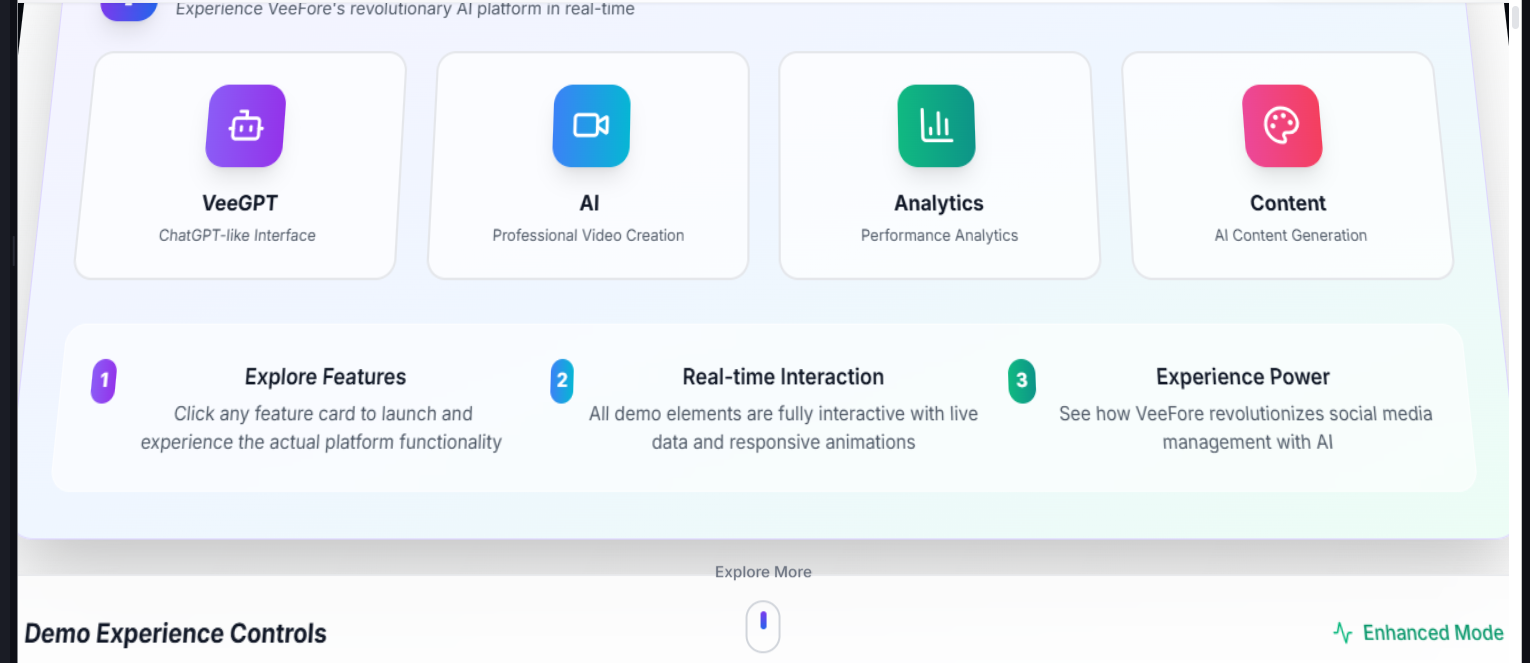 Experience VeeFore's revolutionary AI platform in real-time
VeeGPT
ChatGPT-like Interface
AI
Professional Video Creation
Analytics
Performance Analytics
Content
AI Content Generation
1
Explore Features
Click any feature card to launch and
experience the actual platform functionality
2
Real-time Interaction
All demo elements are fully interactive with live
data and responsive animations
3
Experience Power
See how VeeFore revolutionizes social media
management with AI
Explore More
Demo Experience Controls
Enhanced Mode